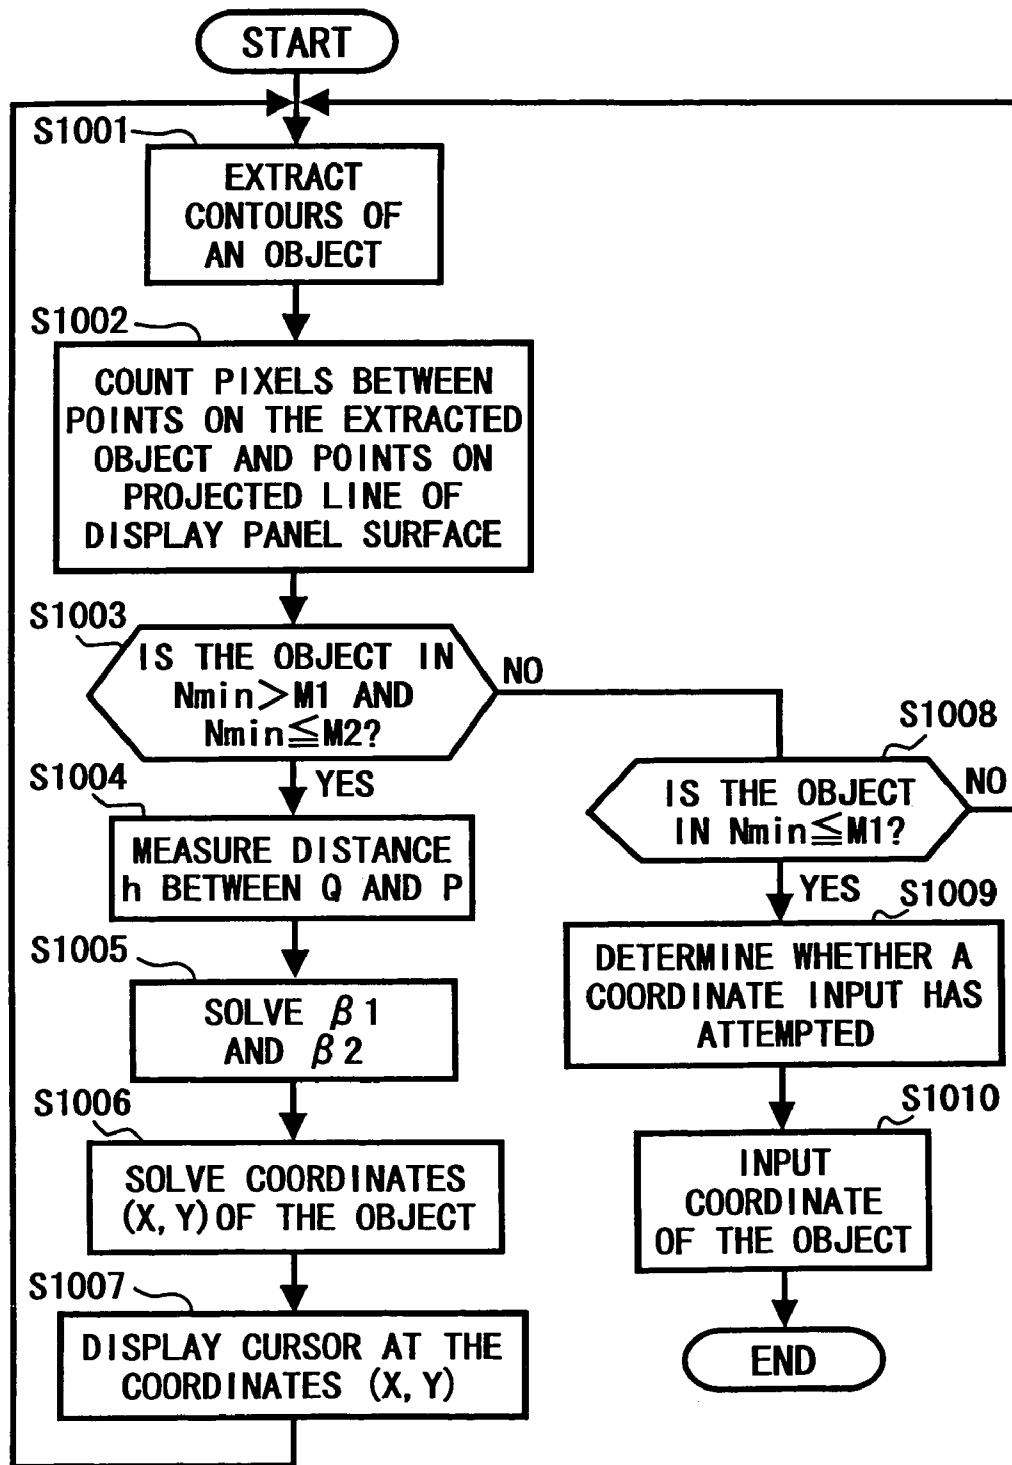 START
S1001
EXTRACT
CONTOURS OF
AN OBJECT
S1002
COUNT PIXELS BETWEEN
POINTS ON THE EXTRACTED
OBJECT AND POINTS ON
PROJECTED LINE OF
DISPLAY PANEL SURFACE
S1003
IS THE OBJECT IN
Nmin>M1 AND
Nmin≦M2?
NO
YES
S1004
MEASURE DISTANCE
h BETWEEN Q AND P
S1005
SOLVE β1
AND β2
S1006
SOLVE COORDINATES
(X, Y) OF THE OBJECT
S1007
DISPLAY CURSOR AT THE
COORDINATES (X, Y)
S1008
IS THE OBJECT
IN Nmin≦M1?
NO
YES
S1009
DETERMINE WHETHER A
COORDINATE INPUT HAS
ATTEMPTED
S1010
INPUT
COORDINATE
OF THE OBJECT
END